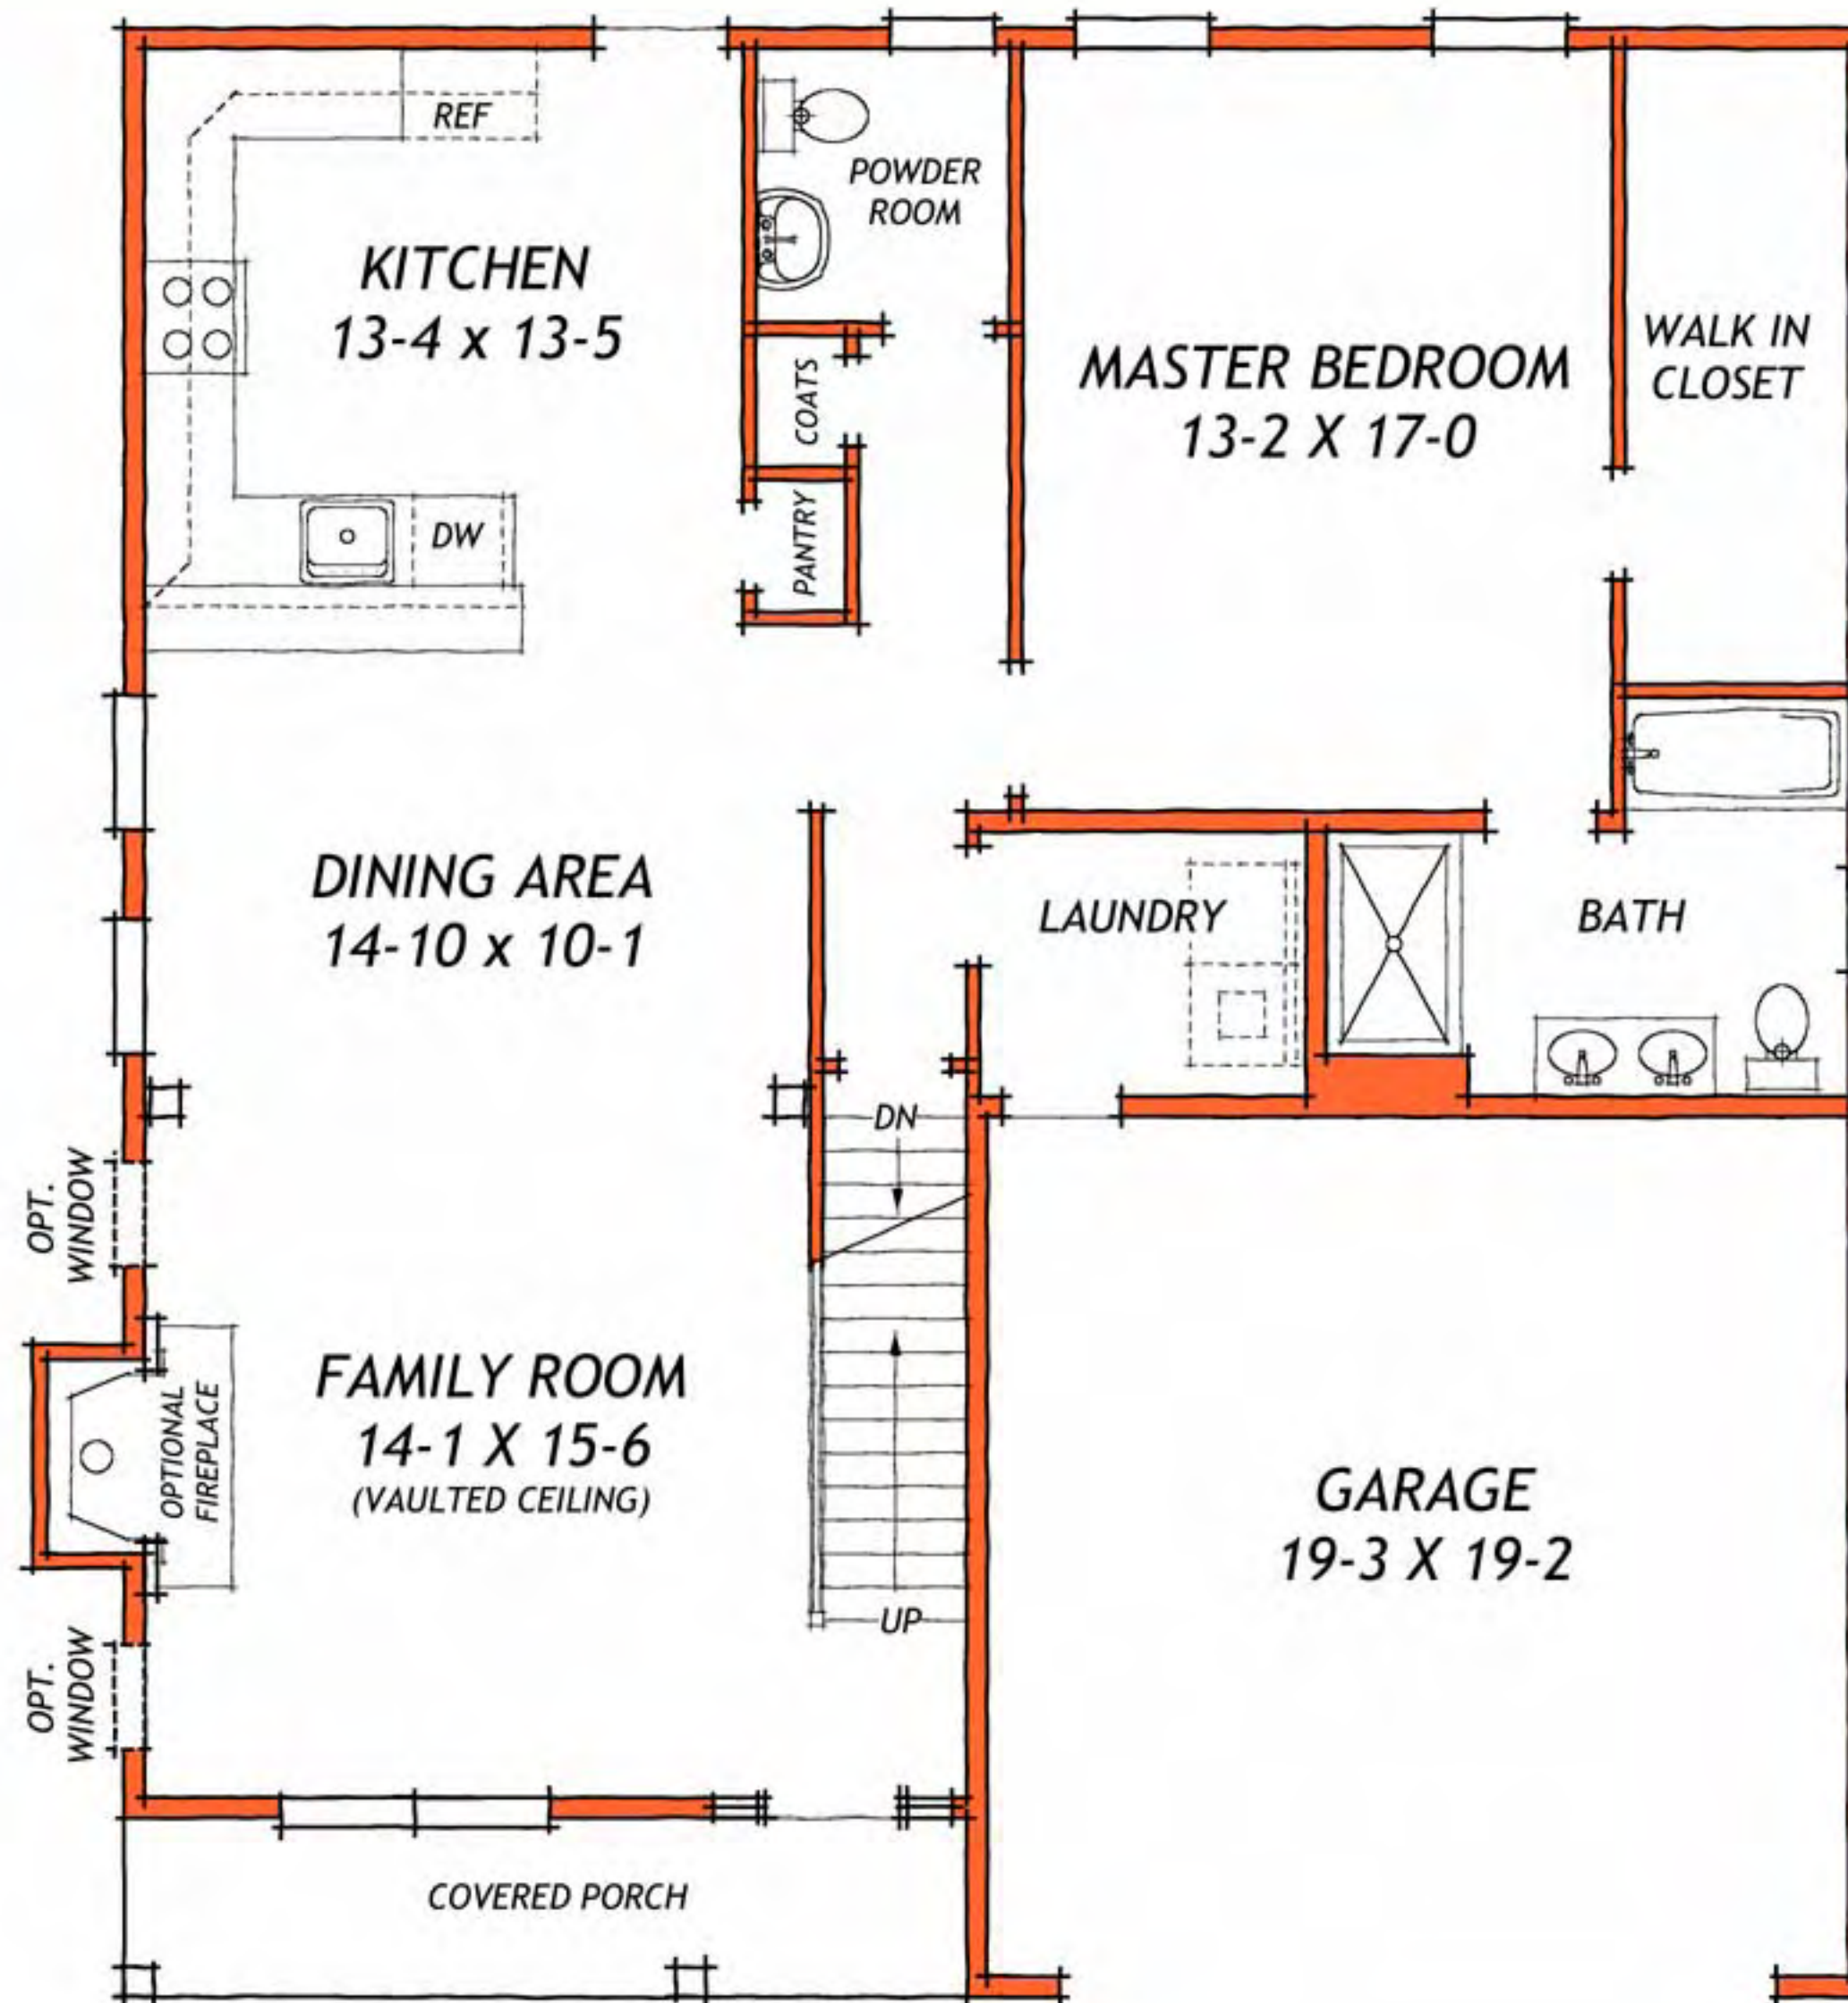 REF
POWDER
ROOM
KITCHEN
13-4 x 13-5
COATS
MASTER BEDROOM
13-2 X 17-0
WALK IN
CLOSET
PANTRY
DW
DINING AREA
14-10 x 10-1
LAUNDRY
BATH
DN
OPT.
WINDOW
FAMILY ROOM
14-1 X 15-6
(VAULTED CEILING)
OPTIONAL
FIREPLACE
GARAGE
19-3 X 19-2
UP
OPT.
WINDOW
COVERED PORCH